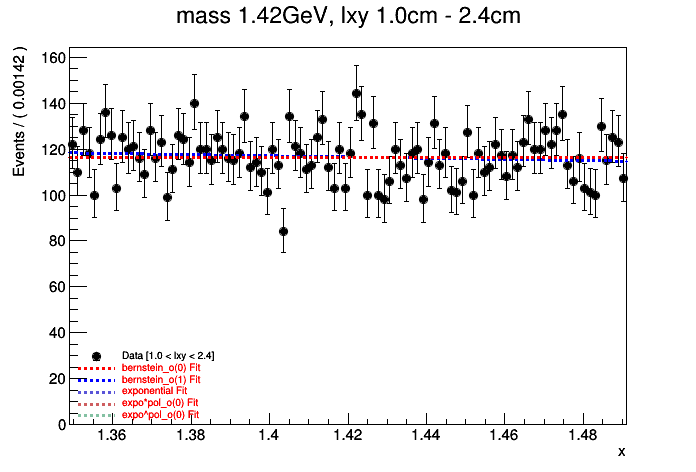 mass 1.42GeV, lxy 1.0cm - 2.4cm
Events / ( 0.00142 )
160
140
120
100
80
60
40
20
0
Data [1.0 < lxy < 2.4]
bernstein_o(0) Fit
bernstein_o(1) Fit
exponential Fit
expo*pol_o(0) Fit
expo^pol_o(0) Fit
1.36 1.38 1.4 1.42 1.44 1.46 1.48
x